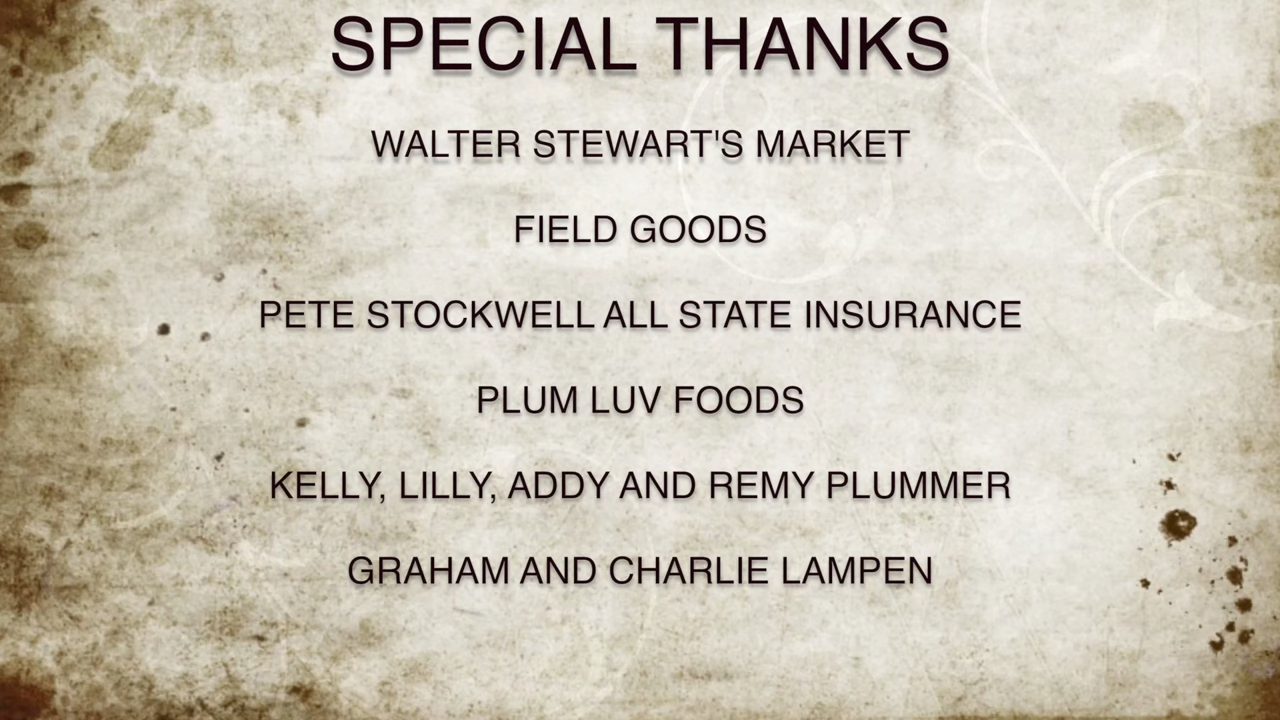 SPECIAL THANKS
WALTER STEWART'S MARKET
FIELD GOODS
PETE STOCKWELL ALL STATE INSURANCE
PLUM LUV FOODS
KELLY, LILLY, ADDY AND REMY PLUMMER
GRAHAM AND CHARLIE LAMPEN